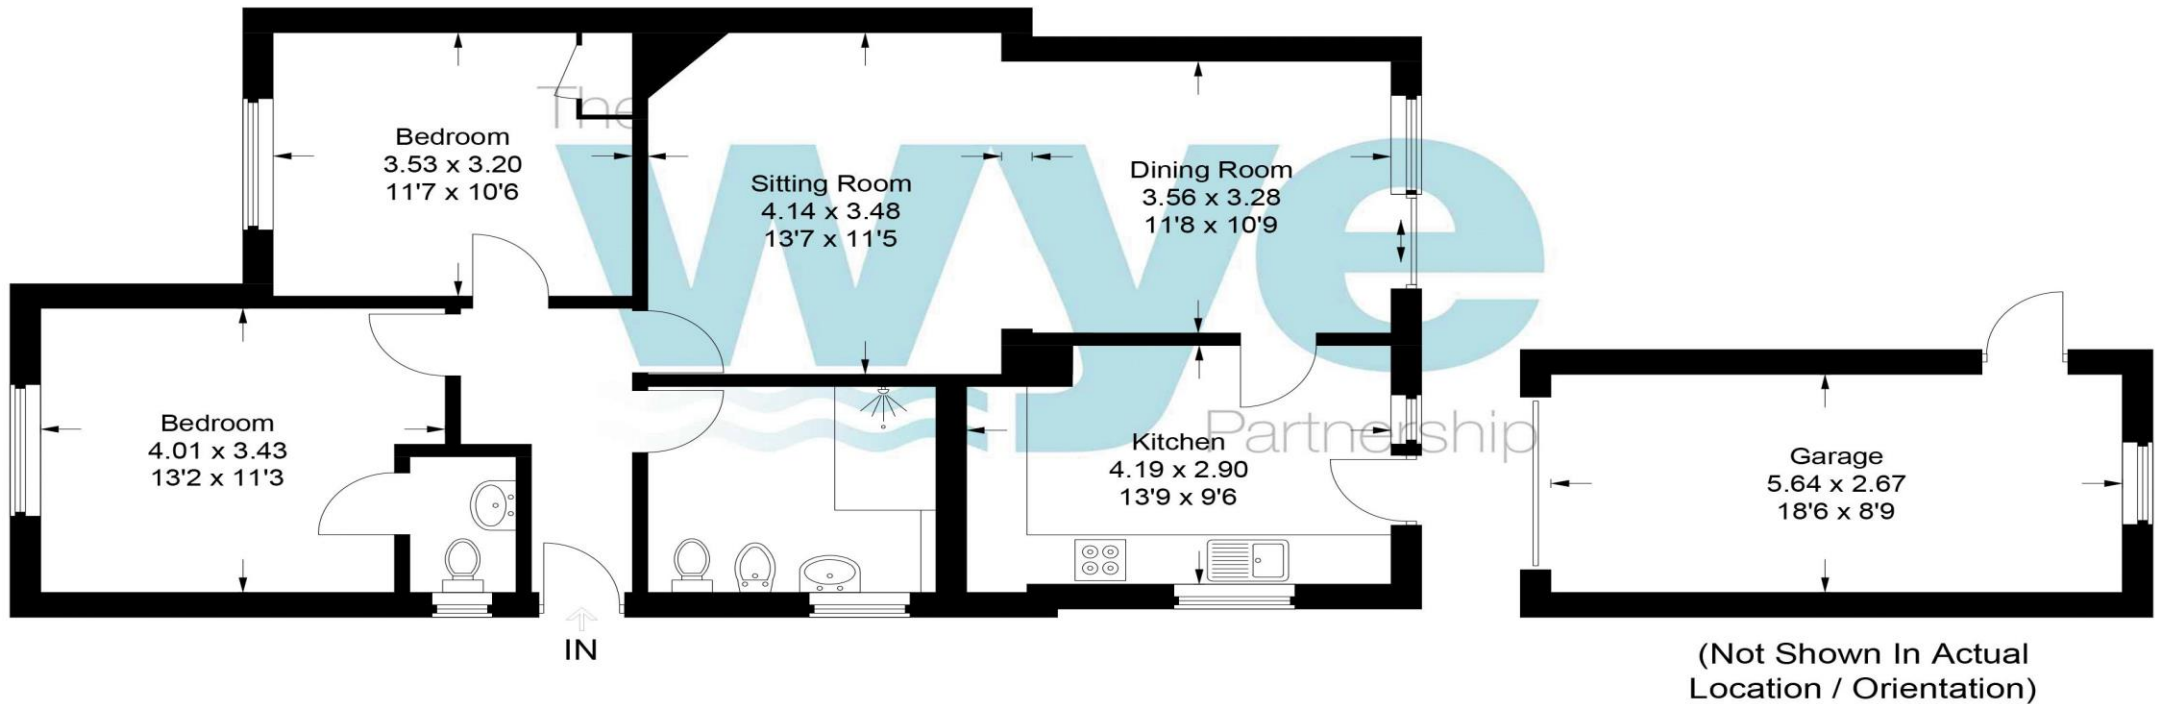 The
wye
Partnership
Bedroom
3.53 x 3.20
11'7 x 10'6
Sitting Room
4.14 x 3.48
13'7 x 11'5
Dining Room
3.56 x 3.28
11'8 x 10'9
Bedroom
4.01 x 3.43
13'2 x 11'3
Kitchen
4.19 x 2.90
13'9 x 9'6
Garage
5.64 x 2.67
18'6 x 8'9
IN
(Not Shown In Actual
Location / Orientation)